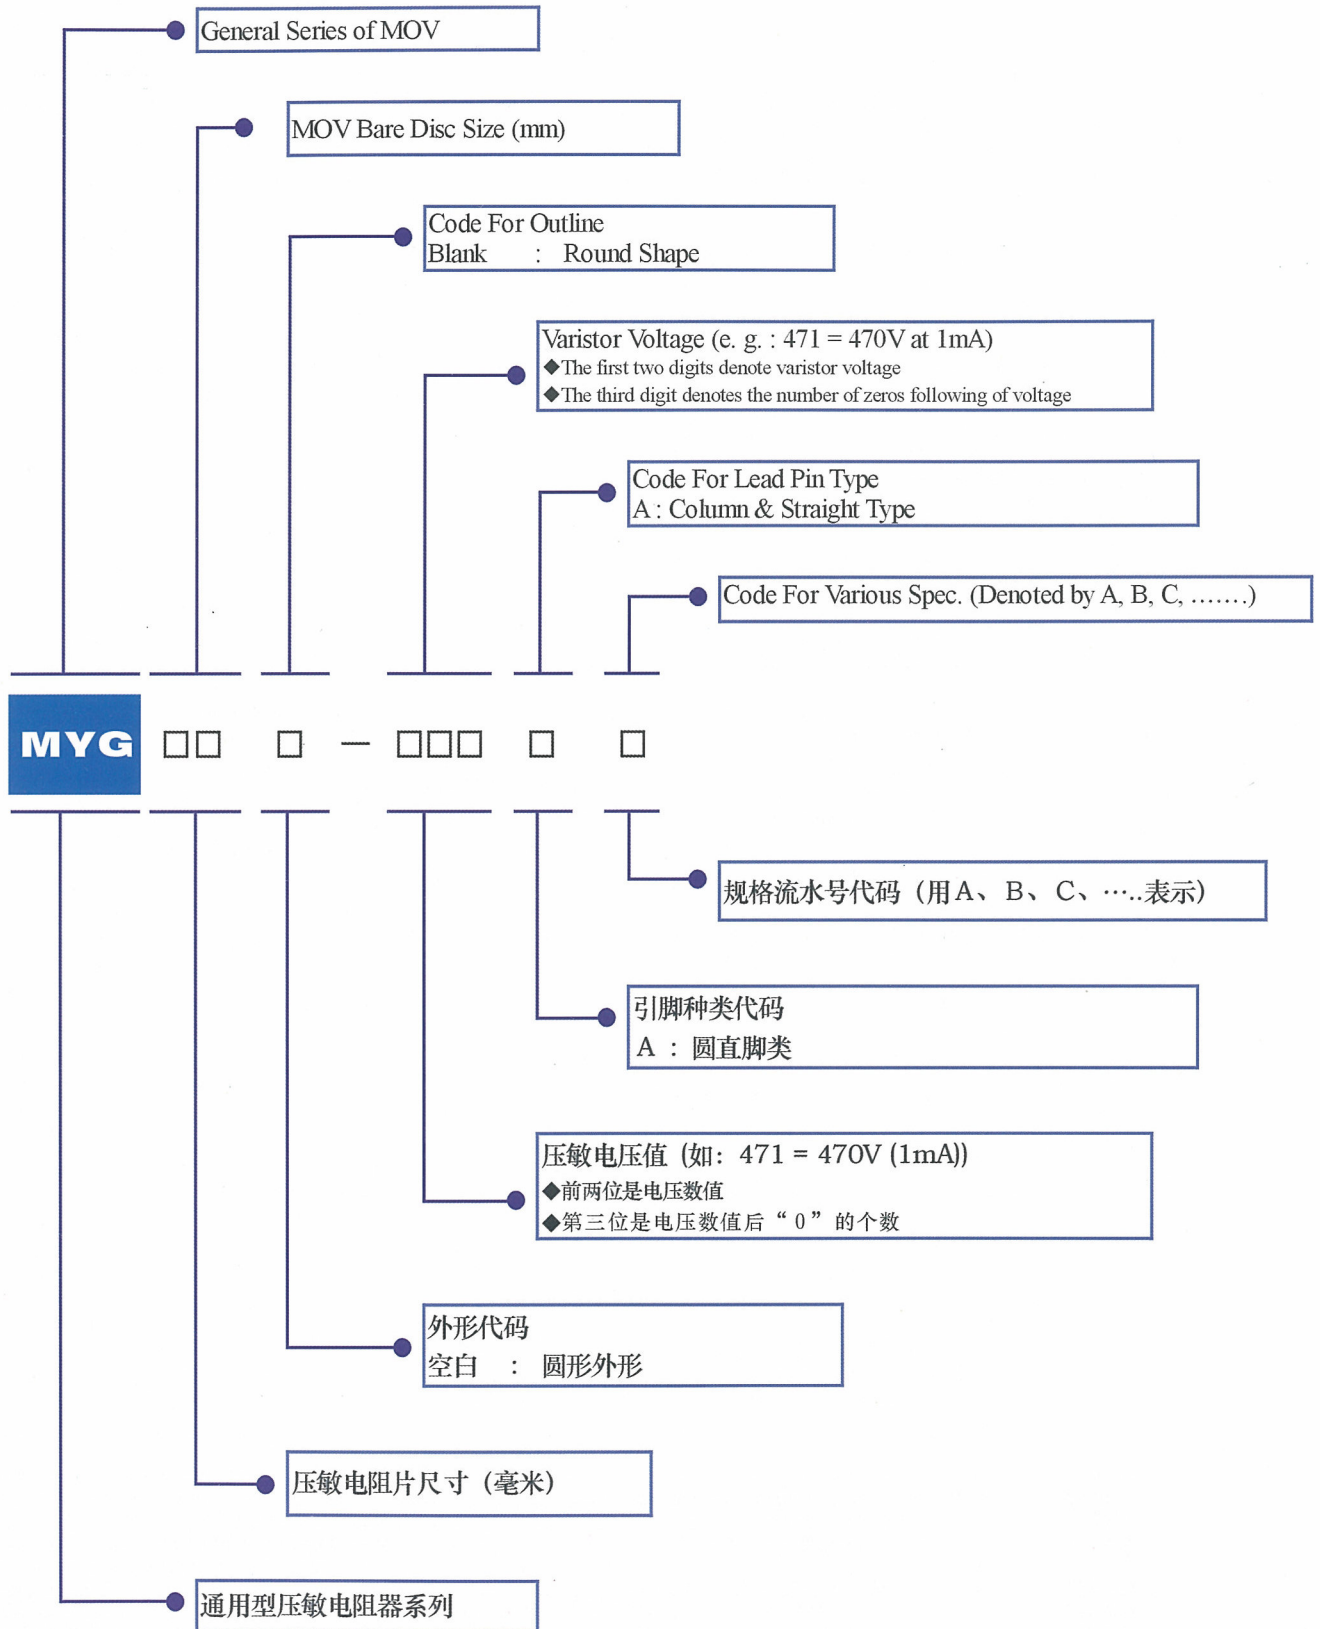 General Series of MOV
MOV Bare Disc Size (mm)
Code For Outline
Blank : Round Shape
Varistor Voltage (e. g. : 471 = 470V at 1mA)
◆The first two digits denote varistor voltage
◆The third digit denotes the number of zeros following of voltage
Code For Lead Pin Type
A : Column & Straight Type
Code For Various Spec. (Denoted by A, B, C, .......)
MYG □□ □ — □□□ □ □
规格流水号代码（用A、B、C、…..表示）
引脚种类代码
A ：圆直脚类
压敏电压值（如：471 = 470V (1mA)）
◆前两位是电压数值
◆第三位是电压数值后“0”的个数
外形代码
空白 ： 圆形外形
压敏电阻片尺寸（毫米）
通用型压敏电阻器系列